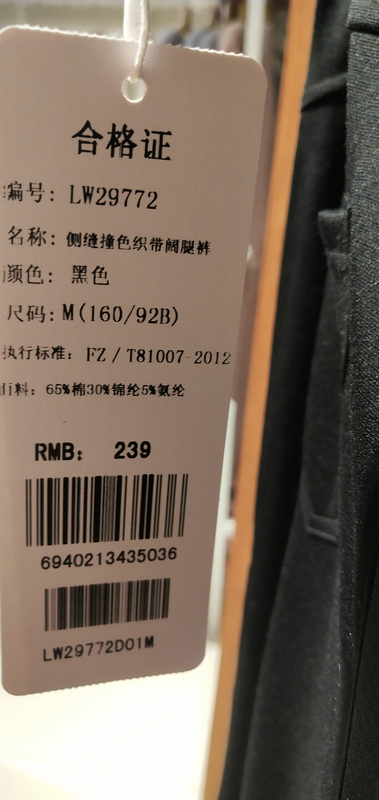 合格证
编号: LW29772
名称: 侧缝撞色织带阔腿裤
颜色: 黑色
尺码: M(160/92B)
执行标准: FZ/T81007-2012
面料: 65%棉30%锦纶5%氨纶
RMB: 239
6940213435036
LW29772D01M